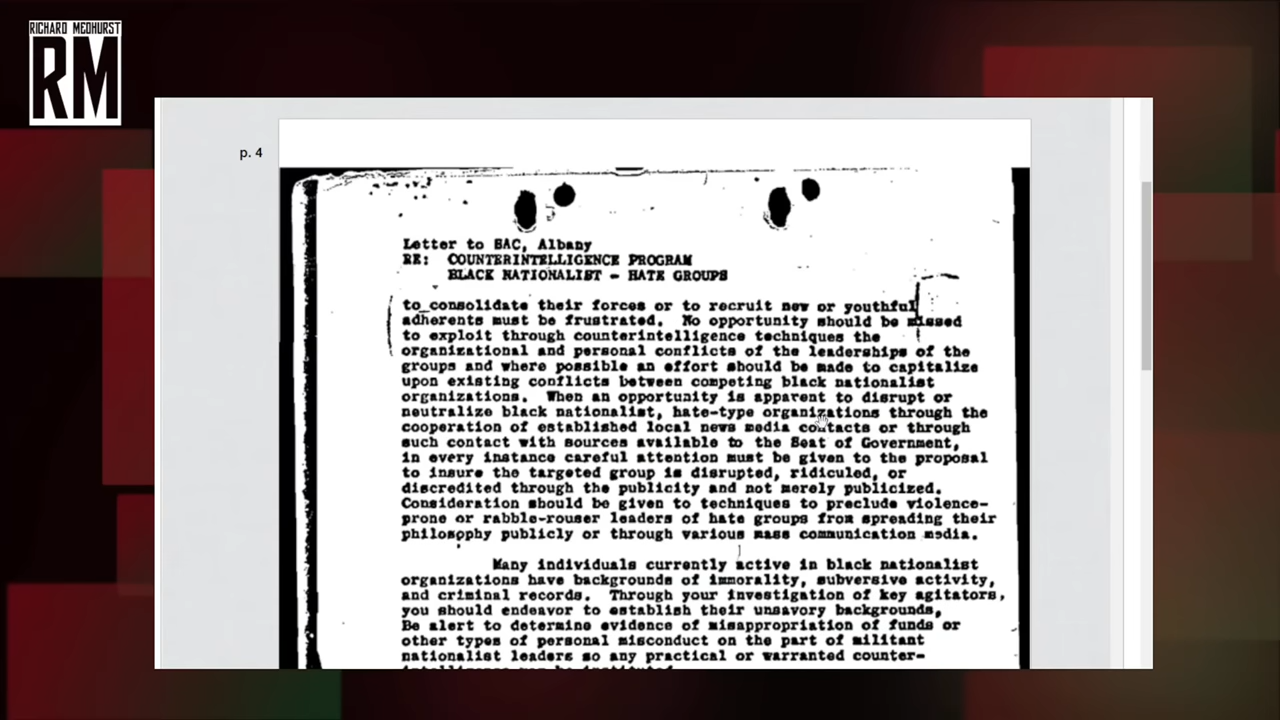 RICHARD MEDHURST
RM
p. 4
Letter to SAC, Albany
RE: COUNTERINTELLIGENCE PROGRAM
BLACK NATIONALIST - HATE GROUPS
to consolidate their forces or to recruit new or youthful
adherents must be frustrated. No opportunity should be missed
to exploit through counterintelligence techniques the
organizational and personal conflicts of the leaderships of the
groups and where possible an effort should be made to capitalize
upon existing conflicts between competing black nationalist
organizations. When an opportunity is apparent to disrupt or
neutralize black nationalist, hate-type organizations through the
cooperation of established local news media contacts or through
such contact with sources available to the Seat of Government,
in every instance careful attention must be given to the proposal
to insure the targeted group is disrupted, ridiculed, or
discredited through the publicity and not merely publicized.
Consideration should be given to techniques to preclude violence-
prone or rabble-rouser leaders of hate groups from spreading their
philosophy publicly or through various mass communication media.
Many individuals currently active in black nationalist
organizations have backgrounds of immorality, subversive activity,
and criminal records. Through your investigation of key agitators,
you should endeavor to establish their unsavory backgrounds.
Be alert to determine evidence of misappropriation of funds or
other types of personal misconduct on the part of militant
nationalist leaders so any practical or warranted counter-